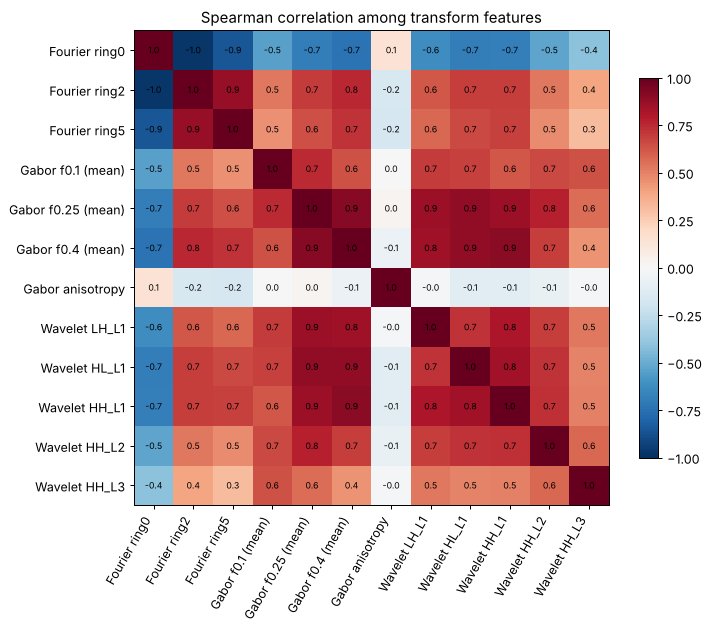 Spearman correlation among transform features
Fourier ring0 1.0 -1.0 -0.9 -0.5 -0.7 -0.7 0.1 -0.6 -0.7 -0.7 -0.5 -0.4
Fourier ring2 -1.0 1.0 0.9 0.5 0.7 0.8 -0.2 0.6 0.7 0.7 0.5 0.4
Fourier ring5 -0.9 0.9 1.0 0.5 0.6 0.7 -0.2 0.6 0.7 0.7 0.5 0.3
Gabor f0.1 (mean) -0.5 0.5 0.5 1.0 0.7 0.6 0.0 0.7 0.7 0.6 0.7 0.6
Gabor f0.25 (mean) -0.7 0.7 0.6 0.7 1.0 0.9 0.0 0.9 0.9 0.9 0.8 0.6
Gabor f0.4 (mean) -0.7 0.8 0.7 0.6 0.9 1.0 -0.1 0.8 0.9 0.9 0.7 0.4
Gabor anisotropy 0.1 -0.2 -0.2 0.0 0.0 -0.1 1.0 -0.0 -0.1 -0.1 -0.1 -0.0
Wavelet LH_L1 -0.6 0.6 0.6 0.7 0.9 0.8 -0.0 1.0 0.7 0.8 0.7 0.5
Wavelet HL_L1 -0.7 0.7 0.7 0.7 0.9 0.9 -0.1 0.7 1.0 0.8 0.7 0.5
Wavelet HH_L1 -0.7 0.7 0.7 0.6 0.9 0.9 -0.1 0.8 0.8 1.0 0.7 0.5
Wavelet HH_L2 -0.5 0.5 0.5 0.7 0.8 0.7 -0.1 0.7 0.7 0.7 1.0 0.6
Wavelet HH_L3 -0.4 0.4 0.3 0.6 0.6 0.4 -0.0 0.5 0.5 0.5 0.6 1.0
Fourier ring0
Fourier ring2
Fourier ring5
Gabor f0.1 (mean)
Gabor f0.25 (mean)
Gabor f0.4 (mean)
Gabor anisotropy
Wavelet LH_L1
Wavelet HL_L1
Wavelet HH_L1
Wavelet HH_L2
Wavelet HH_L3
1.00
0.75
0.50
0.25
0.00
−0.25
−0.50
−0.75
−1.00